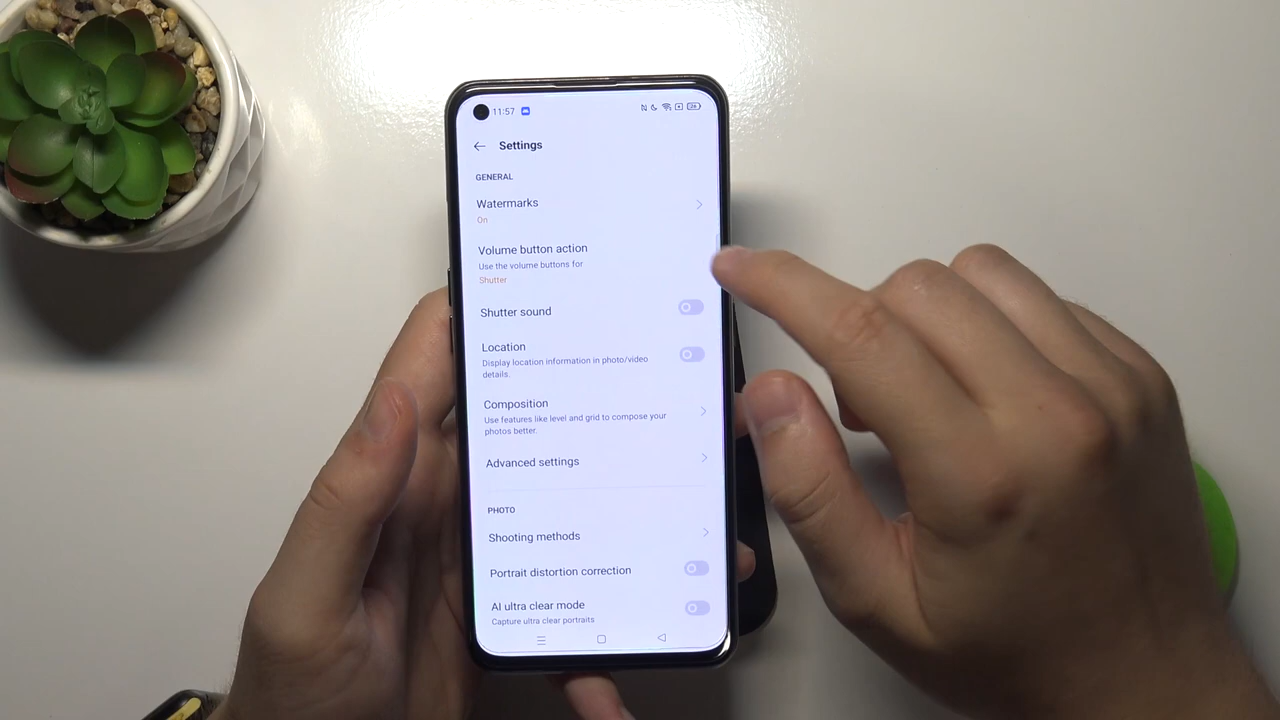 11:57
Settings
GENERAL
Watermarks
On
Volume button action
Use the volume buttons for
Shutter
Shutter sound
Location
Display location information in photo/video
details.
Composition
Use features like level and grid to compose your
photos better.
Advanced settings
PHOTO
Shooting methods
Portrait distortion correction
AI ultra clear mode
Capture ultra clear portraits